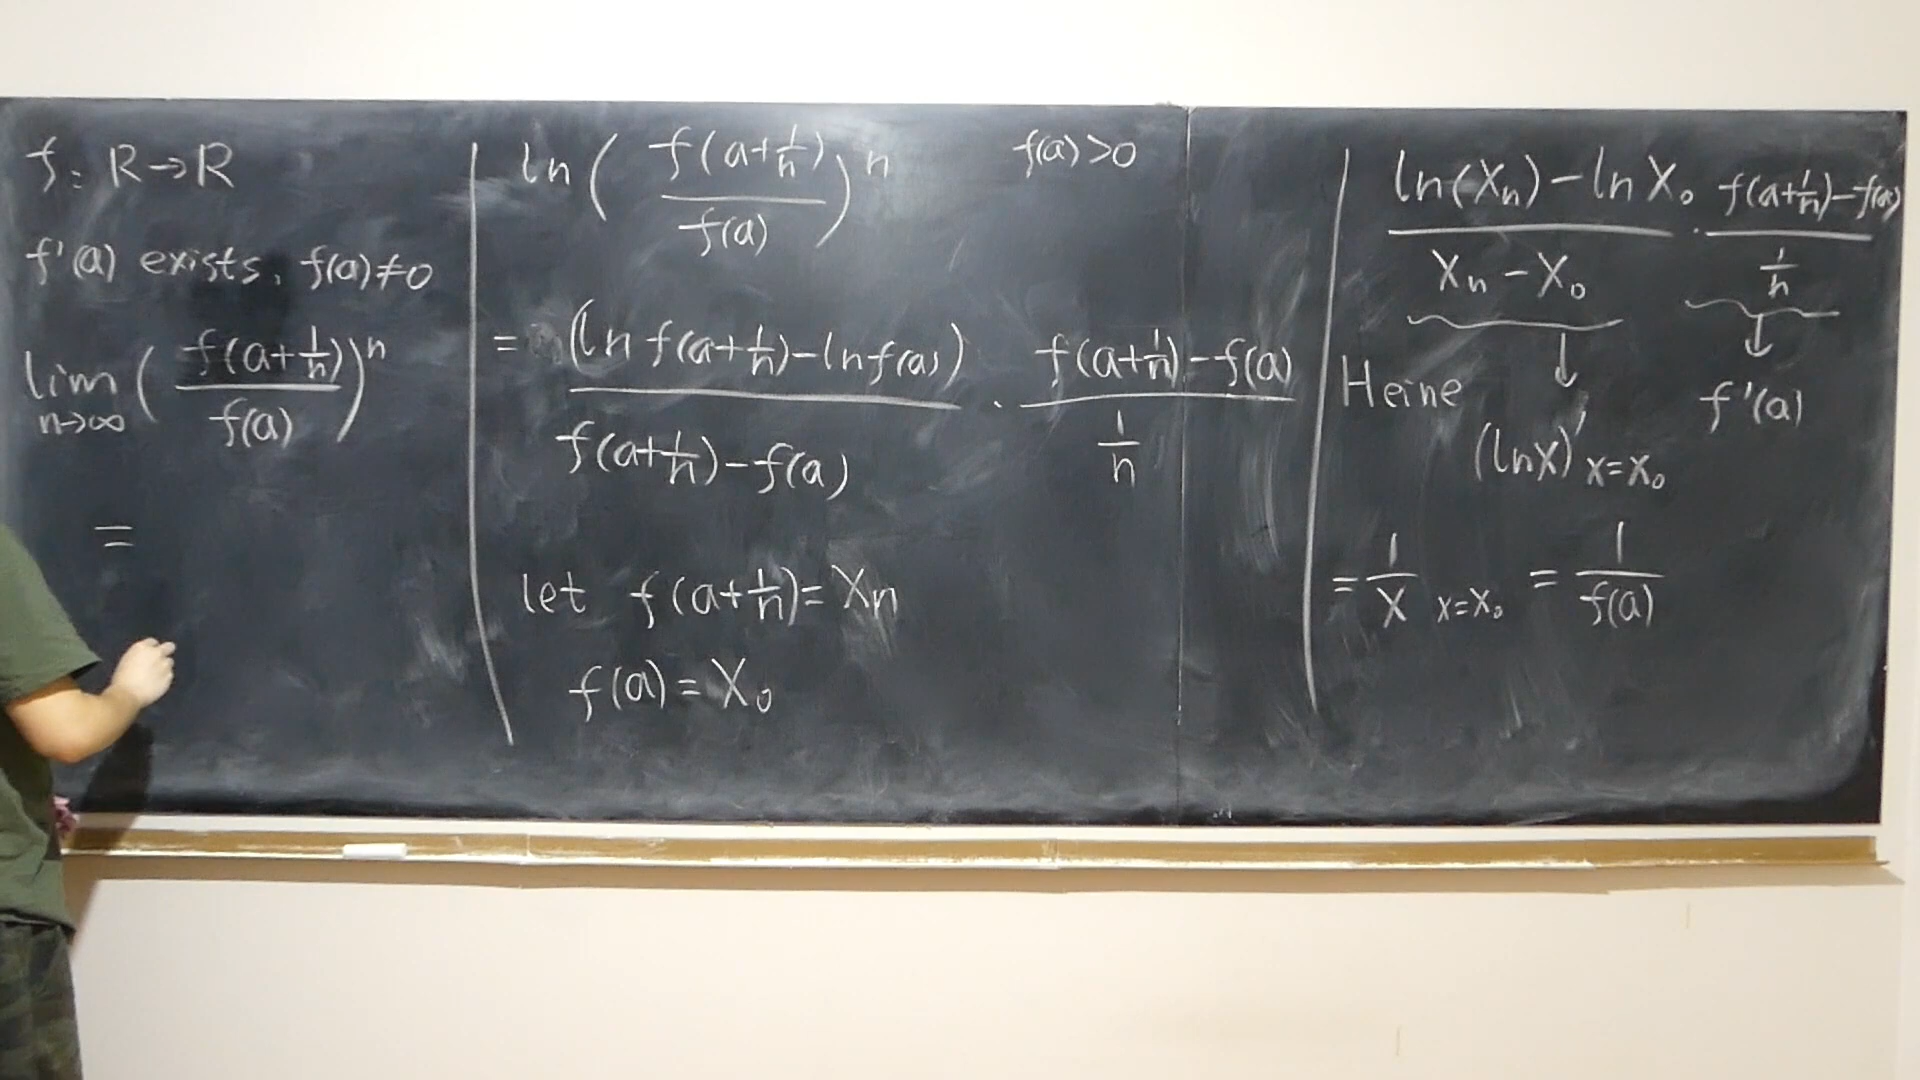 f: R→R
f'(a) exists, f(a)≠0
lim n→∞ ( f(a+1/n) / f(a) )^n
=
ln ( f(a+1/n) / f(a) )^n    f(a)>0
= (ln f(a+1/n) - ln f(a)) / (f(a+1/n) - f(a)) · (f(a+1/n) - f(a)) / (1/n)
let f(a+1/n) = Xn
f(a) = X₀
(ln(Xn) - ln X₀) / (Xn - X₀) · (f(a+1/n) - f(a)) / (1/n)
Heine ↓ ↓
(lnX)' x=x₀    f'(a)
= 1/X x=x₀ = 1/f(a)